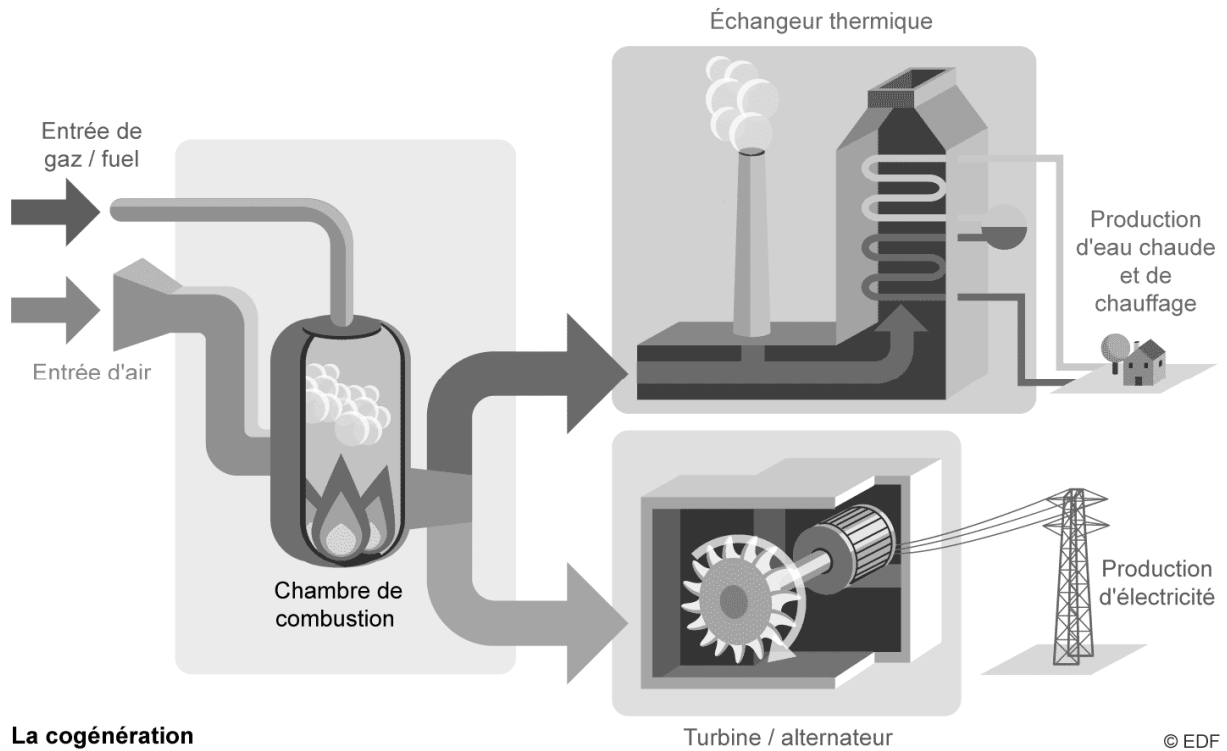 Échangeur thermique
Entrée de
gaz / fuel
Entrée d'air
Chambre de
combustion
Production
d'eau chaude
et de
chauffage
Production
d'électricité
Turbine / alternateur
La cogénération
© EDF